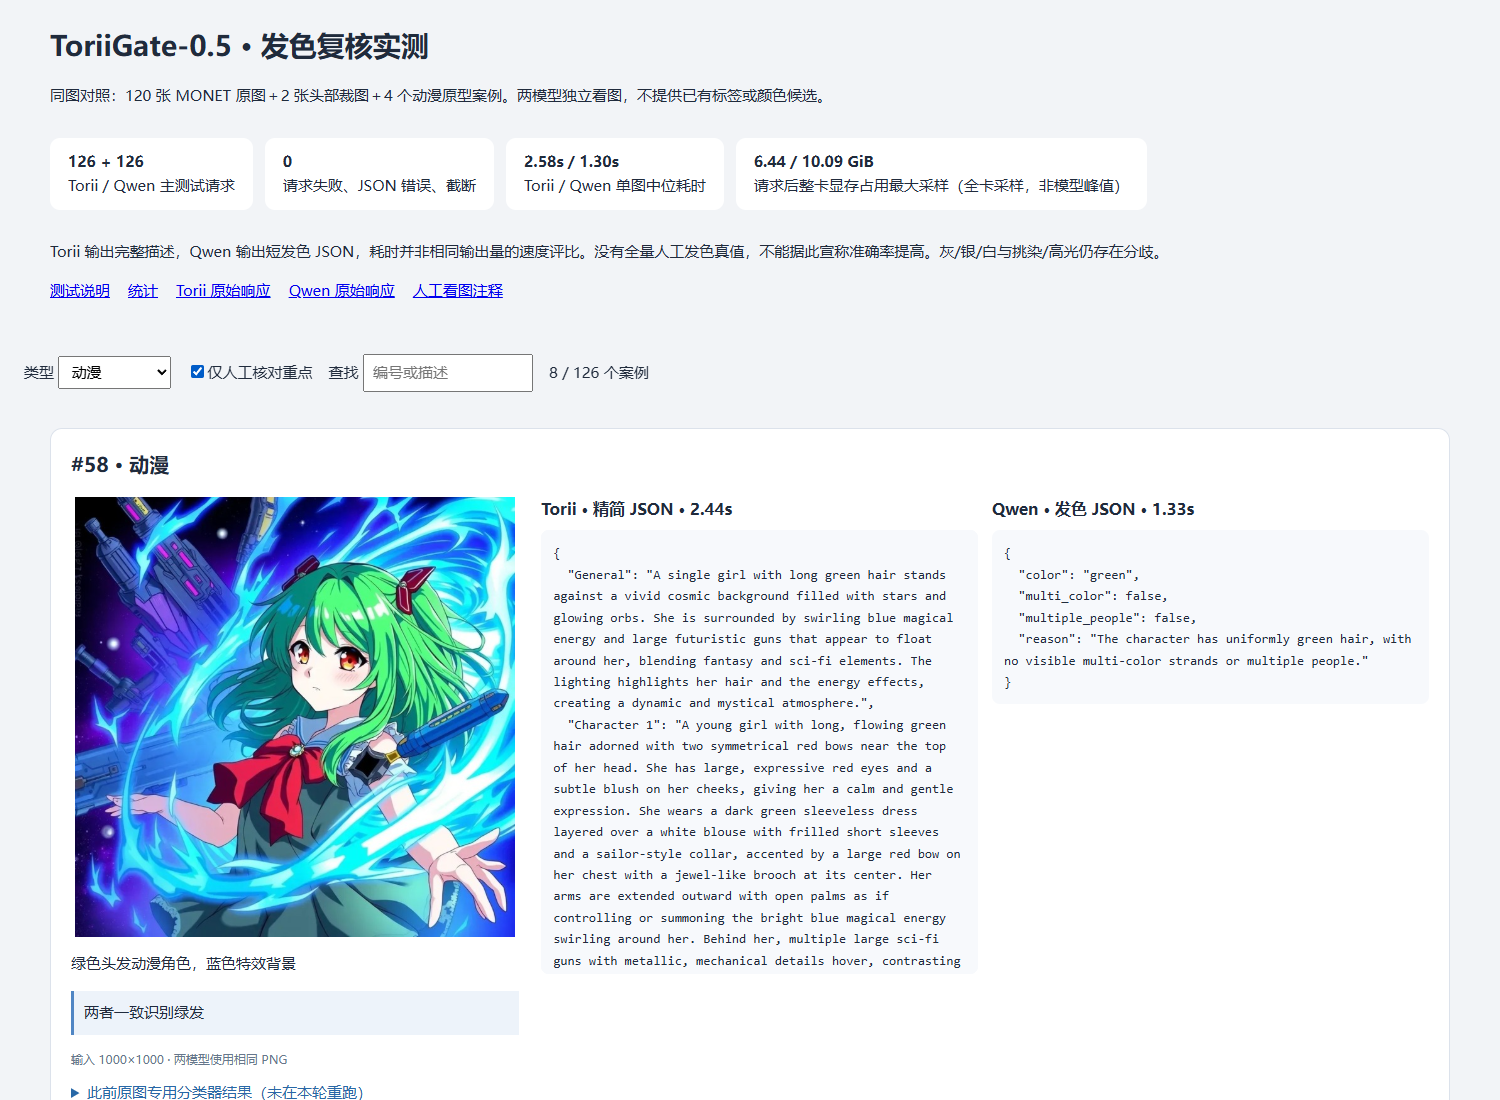 ToriiGate-0.5 • 发色复核实测
同图对照：120 张 MONET 原图＋2 张头部裁图＋4 个动漫原型案例。两模型独立看图，不提供已有标签或颜色候选。
126 + 126
Torii / Qwen 主测试请求
0
请求失败、JSON 错误、截断
2.58s / 1.30s
Torii / Qwen 单图中位耗时
6.44 / 10.09 GiB
请求后整卡显存占用最大采样（全卡采样，非模型峰值）
Torii 输出完整描述，Qwen 输出短发色 JSON，耗时并非相同输出量的速度评比。没有全量人工发色真值，不能据此宣称准确率提高。灰/银/白与挑染/高光仍存在分歧。
测试说明 统计 Torii 原始响应 Qwen 原始响应 人工看图注释
类型 动漫 仅人工核对重点 查找 编号或描述 8 / 126 个案例
#58 • 动漫
绿色头发动漫角色，蓝色特效背景
两者一致识别绿发
输入 1000×1000 · 两模型使用相同 PNG
此前原图专用分类器结果（未在本轮重跑）
Torii • 精简 JSON • 2.44s
{
"General": "A single girl with long green hair stands
against a vivid cosmic background filled with stars and
glowing orbs. She is surrounded by swirling blue magical
energy and large futuristic guns that appear to float
around her, blending fantasy and sci-fi elements. The
lighting highlights her hair and the energy effects,
creating a dynamic and mystical atmosphere.",
"Character 1": "A young girl with long, flowing green
hair adorned with two symmetrical red bows near the top
of her head. She has large, expressive red eyes and a
subtle blush on her cheeks, giving her a calm and gentle
expression. She wears a dark green sleeveless dress
layered over a white blouse with frilled short sleeves
and a sailor-style collar, accented by a large red bow on
her chest with a jewel-like brooch at its center. Her
arms are extended outward with open palms as if
controlling or summoning the bright blue magical energy
swirling around her. Behind her, multiple large sci-fi
guns with metallic, mechanical details hover, contrasting
Qwen • 发色 JSON • 1.33s
{
"color": "green",
"multi_color": false,
"multiple_people": false,
"reason": "The character has uniformly green hair, with
no visible multi-color strands or multiple people."
}